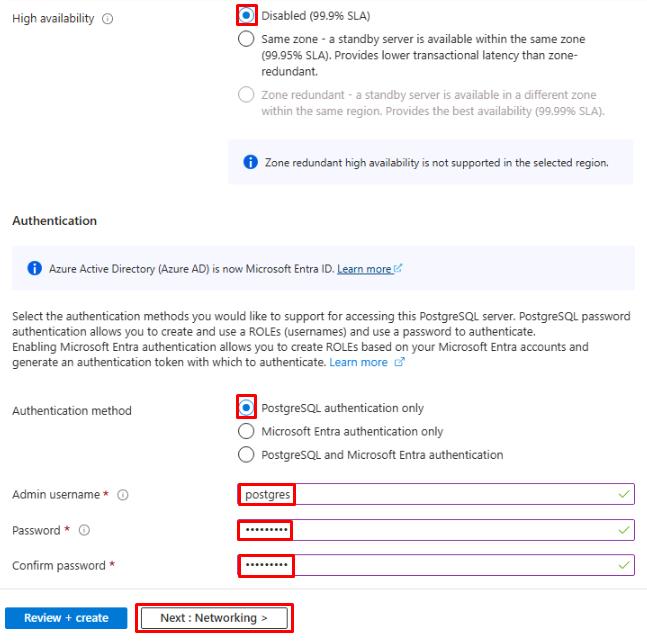 High availability
Disabled (99.9% SLA)
Same zone - a standby server is available within the same zone
(99.95% SLA). Provides lower transactional latency than zone-
redundant.
Zone redundant - a standby server is available in a different zone
within the same region. Provides the best availability (99.99% SLA).
Zone redundant high availability is not supported in the selected region.
Authentication
Azure Active Directory (Azure AD) is now Microsoft Entra ID. Learn more
Select the authentication methods you would like to support for accessing this PostgreSQL server. PostgreSQL password
authentication allows you to create and use a ROLEs (usernames) and use a password to authenticate.
Enabling Microsoft Entra authentication allows you to create ROLEs based on your Microsoft Entra accounts and
generate an authentication token with which to authenticate. Learn more
Authentication method
PostgreSQL authentication only
Microsoft Entra authentication only
PostgreSQL and Microsoft Entra authentication
Admin username *
postgres
Password *
•••••••••
Confirm password *
•••••••••
Review + create
Next : Networking >